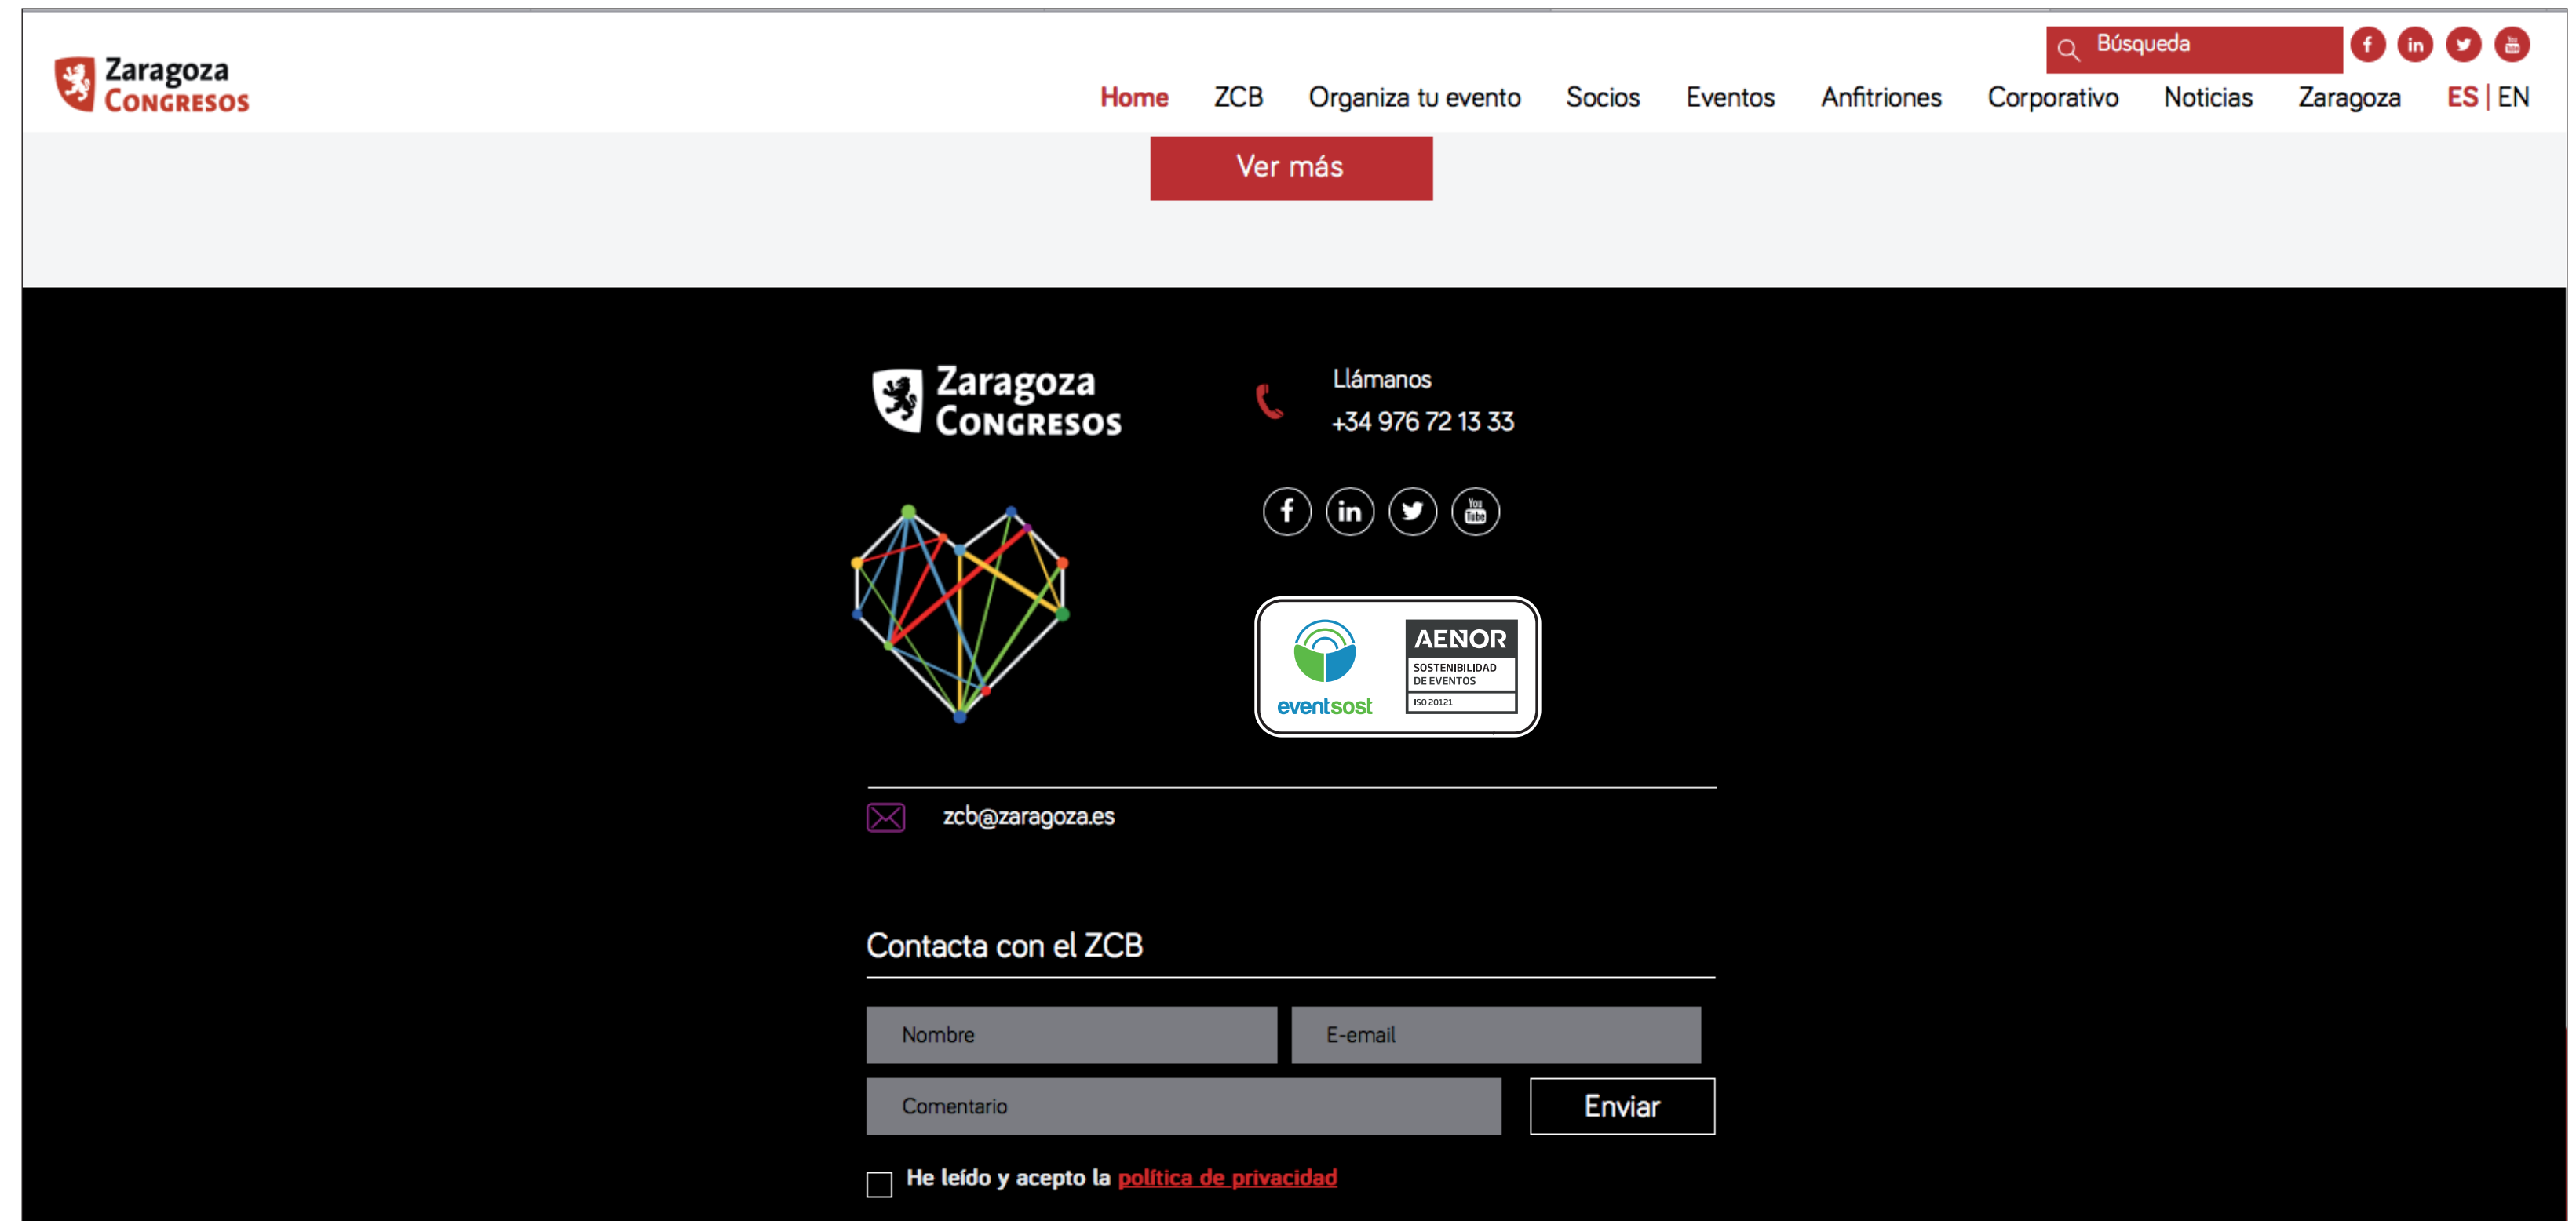 Búsqueda
Zaragoza
CONGRESOS
Home ZCB Organiza tu evento Socios Eventos Anfitriones Corporativo Noticias Zaragoza ES | EN
Ver más
Zaragoza
CONGRESOS
Llámanos
+34 976 72 13 33
You
Tube
AENOR
SOSTENIBILIDAD
DE EVENTOS
ISO 20121
eventsost
zcb@zaragoza.es
Contacta con el ZCB
Nombre
E-email
Comentario
Enviar
He leído y acepto la política de privacidad